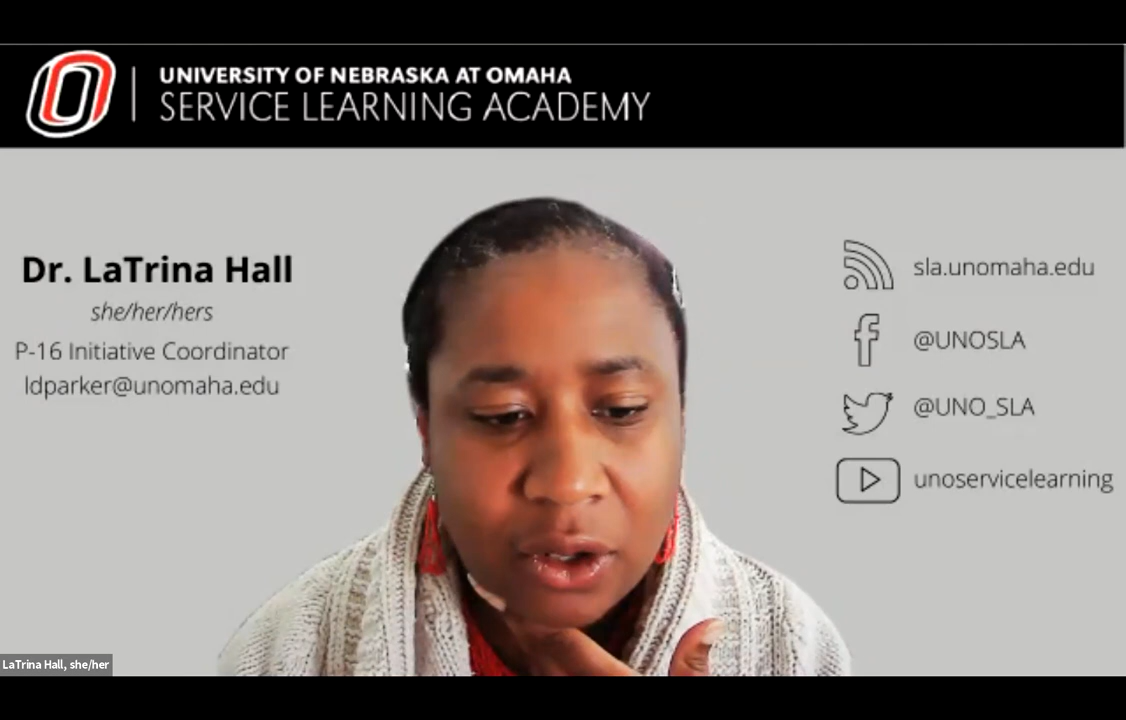 UNIVERSITY OF NEBRASKA AT OMAHA
SERVICE LEARNING ACADEMY
Dr. LaTrina Hall
she/her/hers
P-16 Initiative Coordinator
ldparker@unomaha.edu
sla.unomaha.edu
@UNOSLA
@UNO_SLA
unoservicelearning
LaTrina Hall, she/her